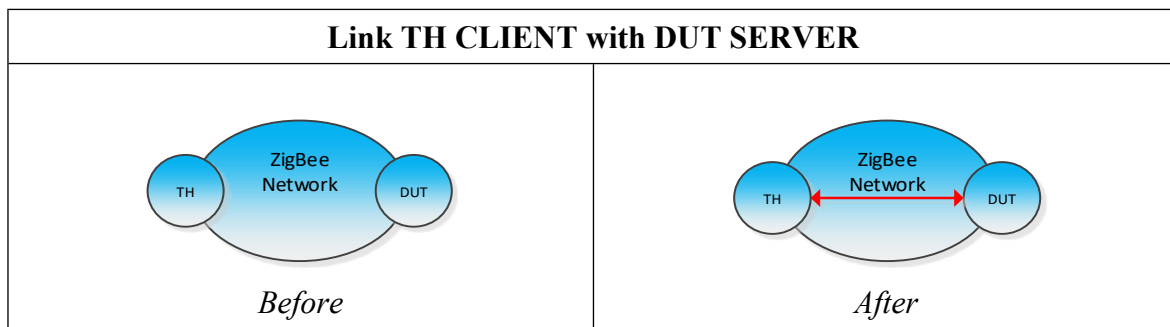 Link TH CLIENT with DUT SERVER
ZigBee
Network
TH
DUT
Before
ZigBee
Network
TH
DUT
After